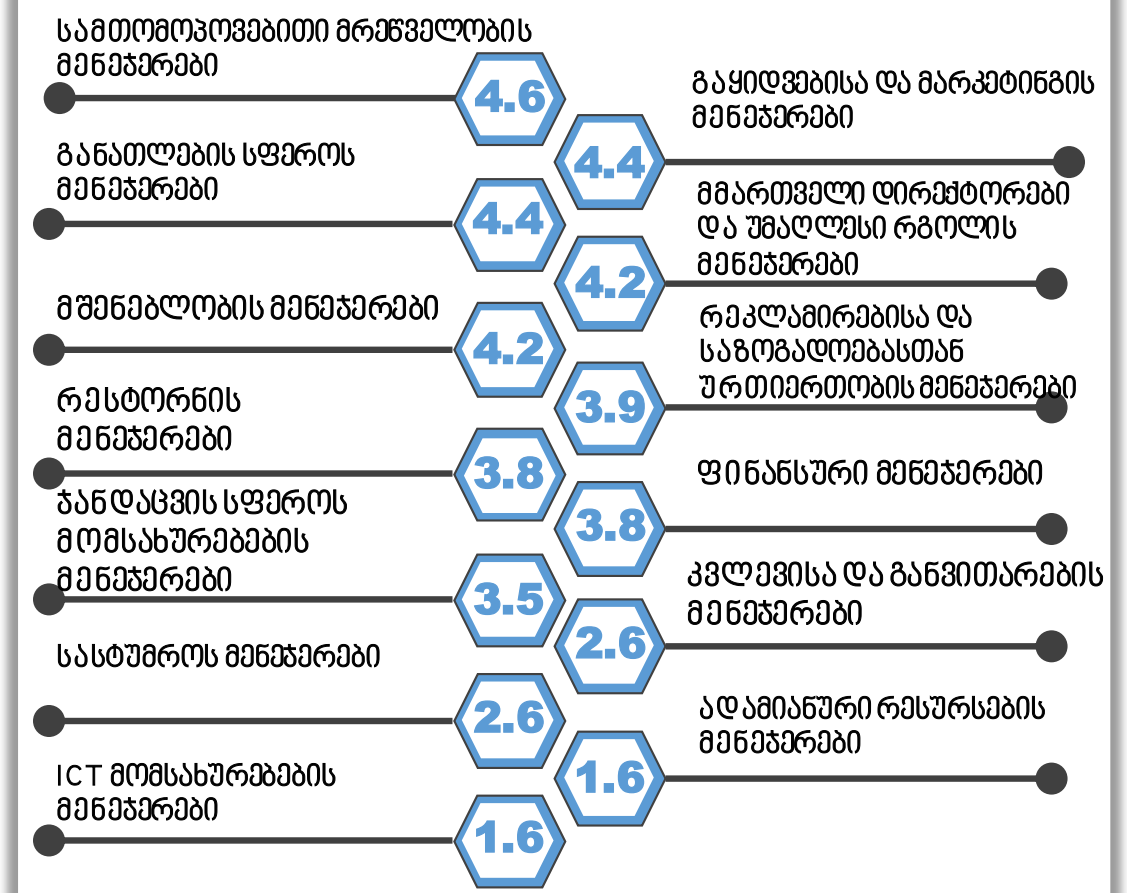 სამთომოპოვებითი მრეწველობის
მენეჯერები
4.6
გაყიდვებისა და მარკეტინგის
მენეჯერები
4.4
განათლების სფეროს
მენეჯერები
4.4
მმართველი დირექტორები
და უმაღლესი რგოლის
მენეჯერები
4.2
მშენებლობის მენეჯერები
4.2
რეკლამირებისა და
საზოგადოებასთან
ურთიერთობის მენეჯერები
3.9
რესტორნის
მენეჯერები
3.8
ფინანსური მენეჯერები
3.8
ჯანდაცვის სფეროს
მომსახურებების
მენეჯერები
3.5
კვლევისა და განვითარების
მენეჯერები
2.6
სასტუმროს მენეჯერები
2.6
ადამიანური რესურსების
მენეჯერები
1.6
ICT მომსახურებების
მენეჯერები
1.6